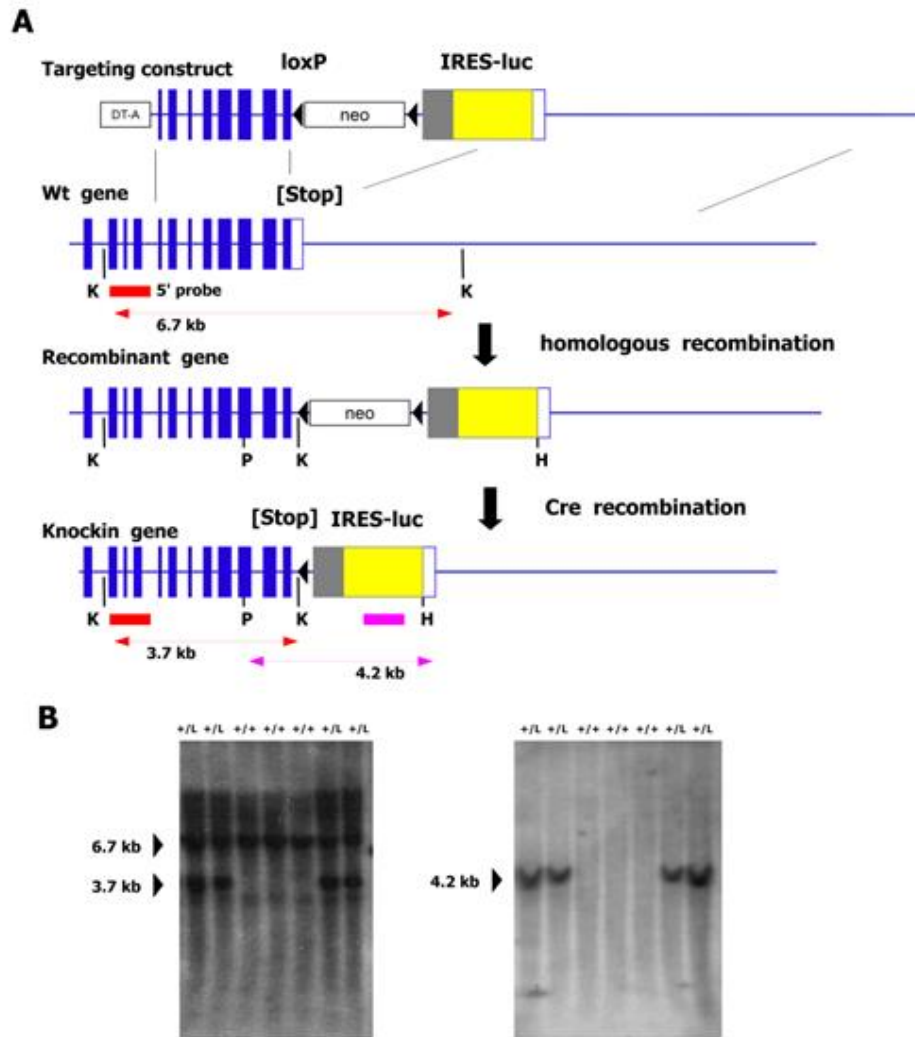 A
Targeting construct loxP IRES-luc
DT-A neo
Wt gene [Stop]
K 5' probe K
6.7 kb
homologous recombination
Recombinant gene
neo
K P K H
Cre recombination
[Stop] IRES-luc
Knockin gene
K P K H
3.7 kb 4.2 kb
B
+/L +/L +/+ +/+ +/+ +/L +/L +/L +/L +/+ +/+ +/+ +/L +/L
6.7 kb
3.7 kb 4.2 kb